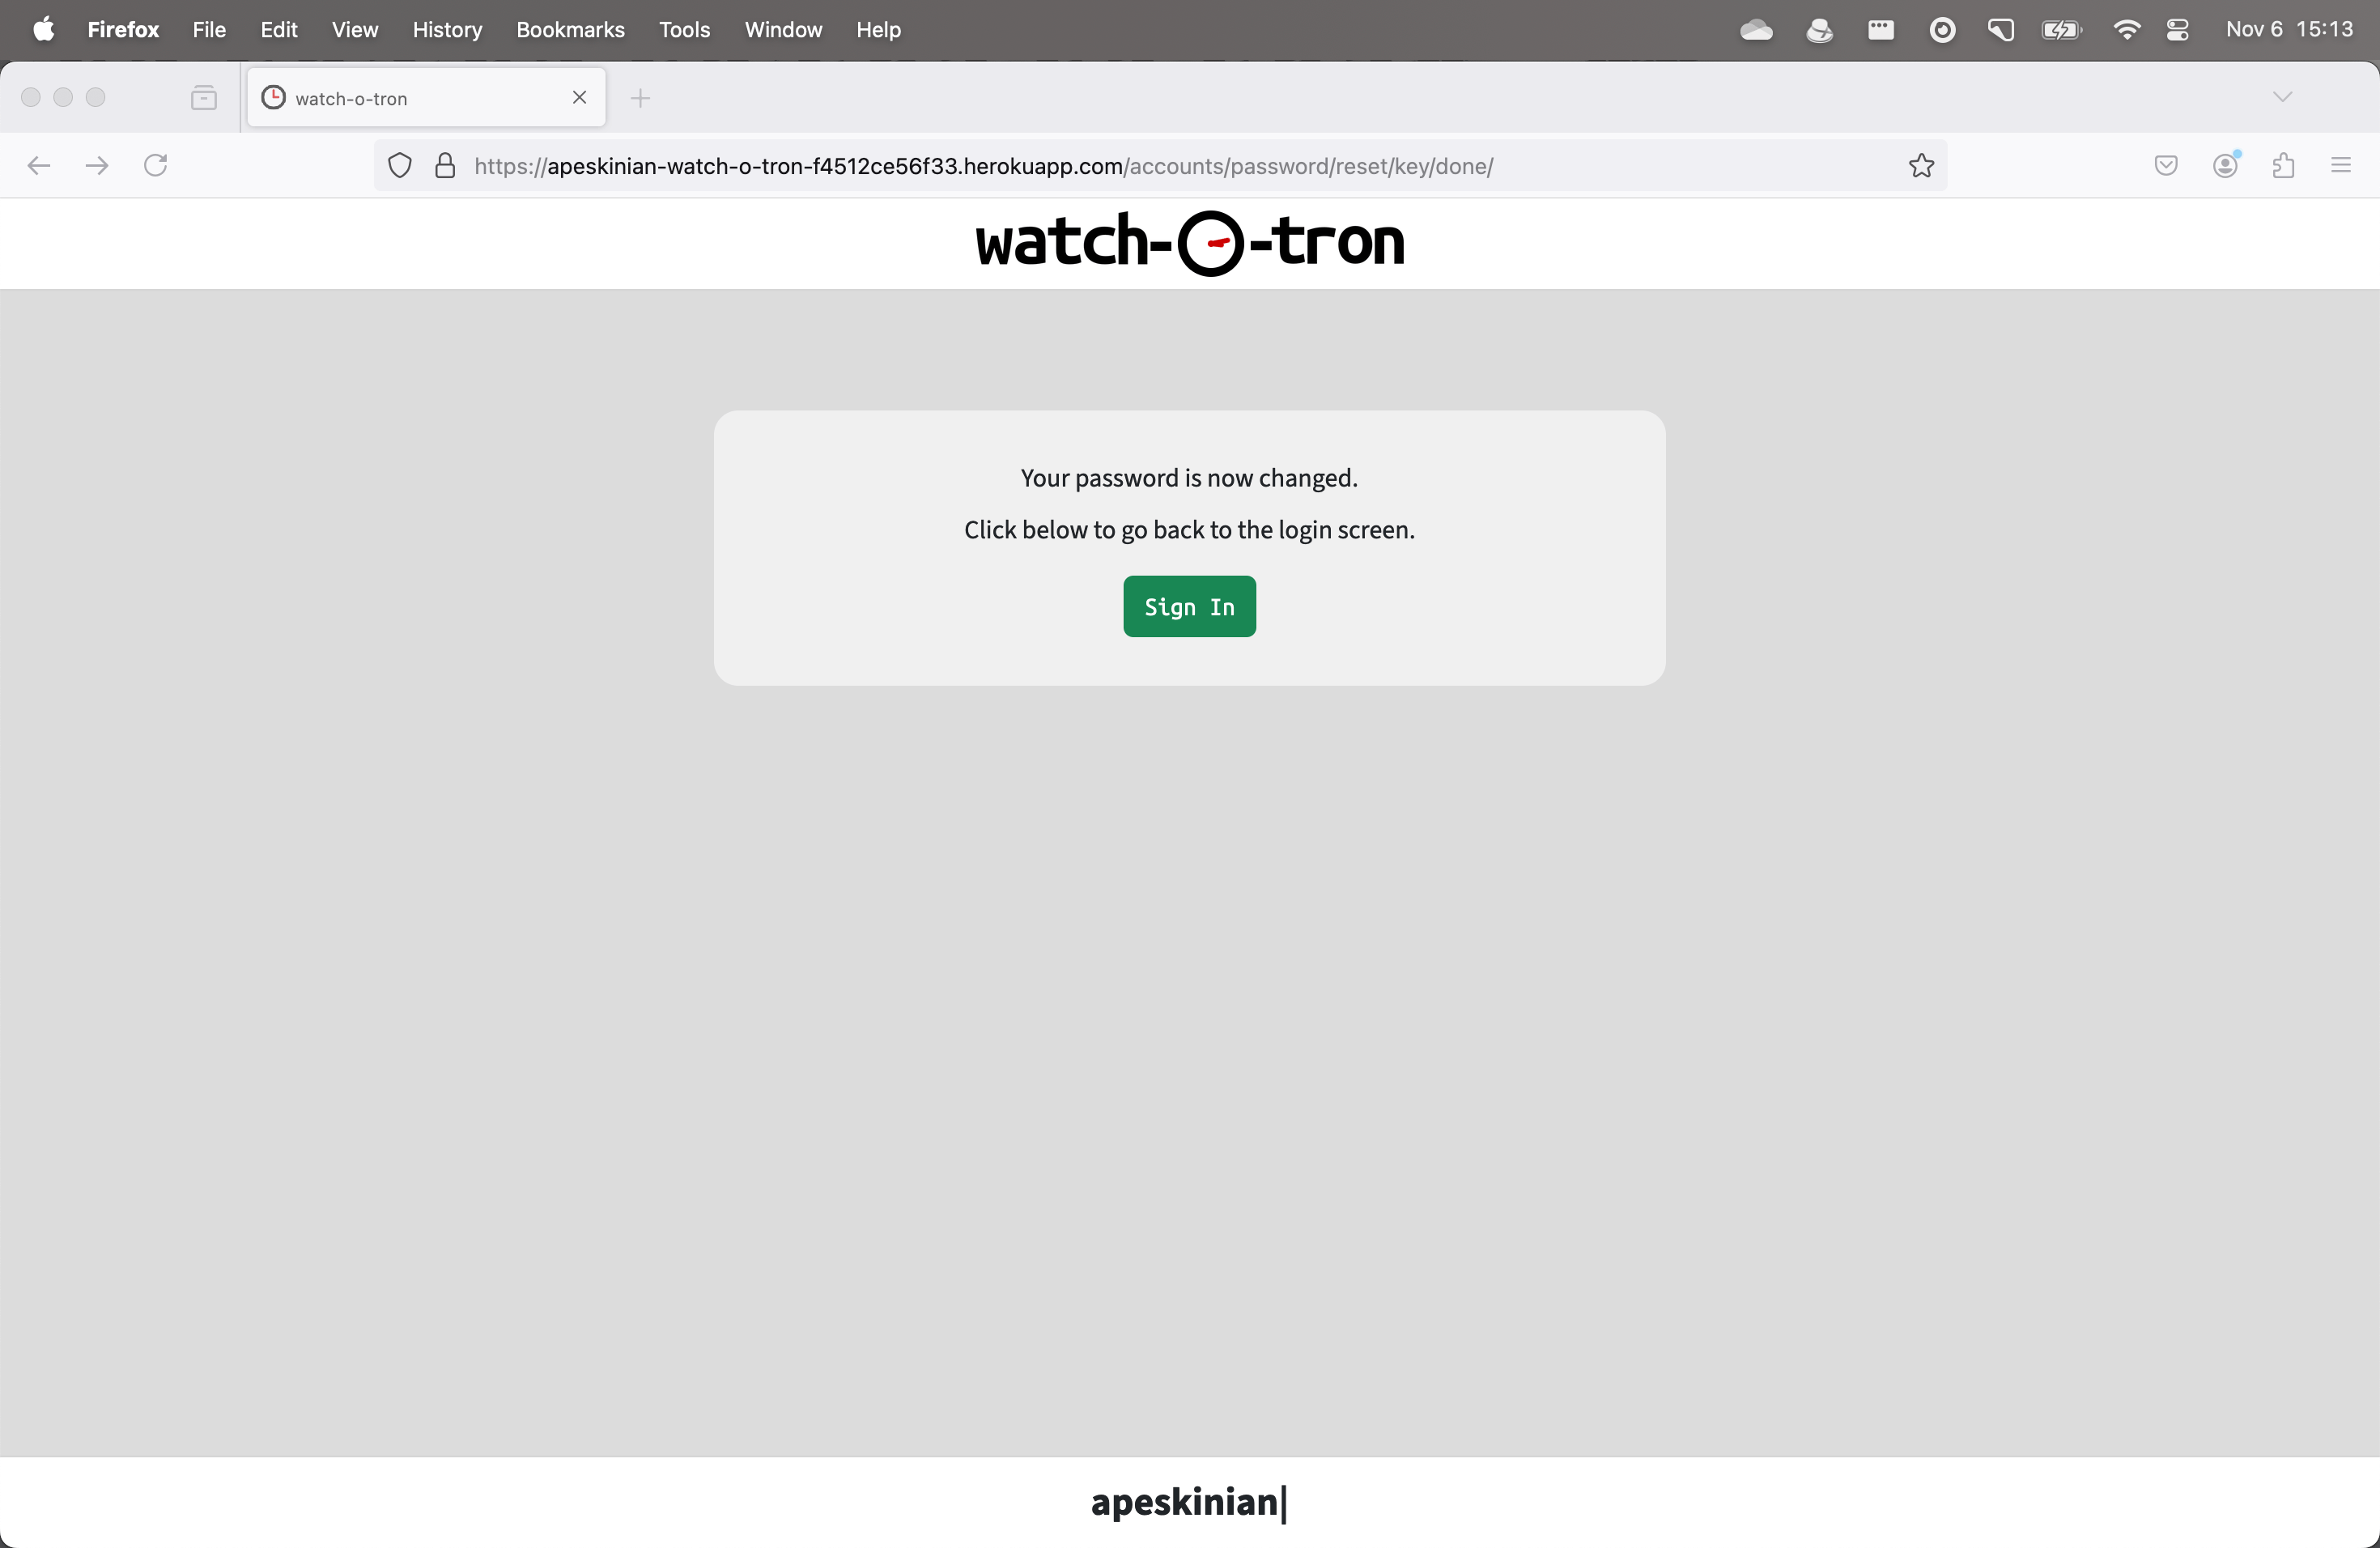 Firefox File Edit View History Bookmarks Tools Window Help Nov 6 15:13
watch-o-tron
https://apeskinian-watch-o-tron-f4512ce56f33.herokuapp.com/accounts/password/reset/key/done/
watch-o-tron
Your password is now changed.
Click below to go back to the login screen.
Sign In
apeskinian|